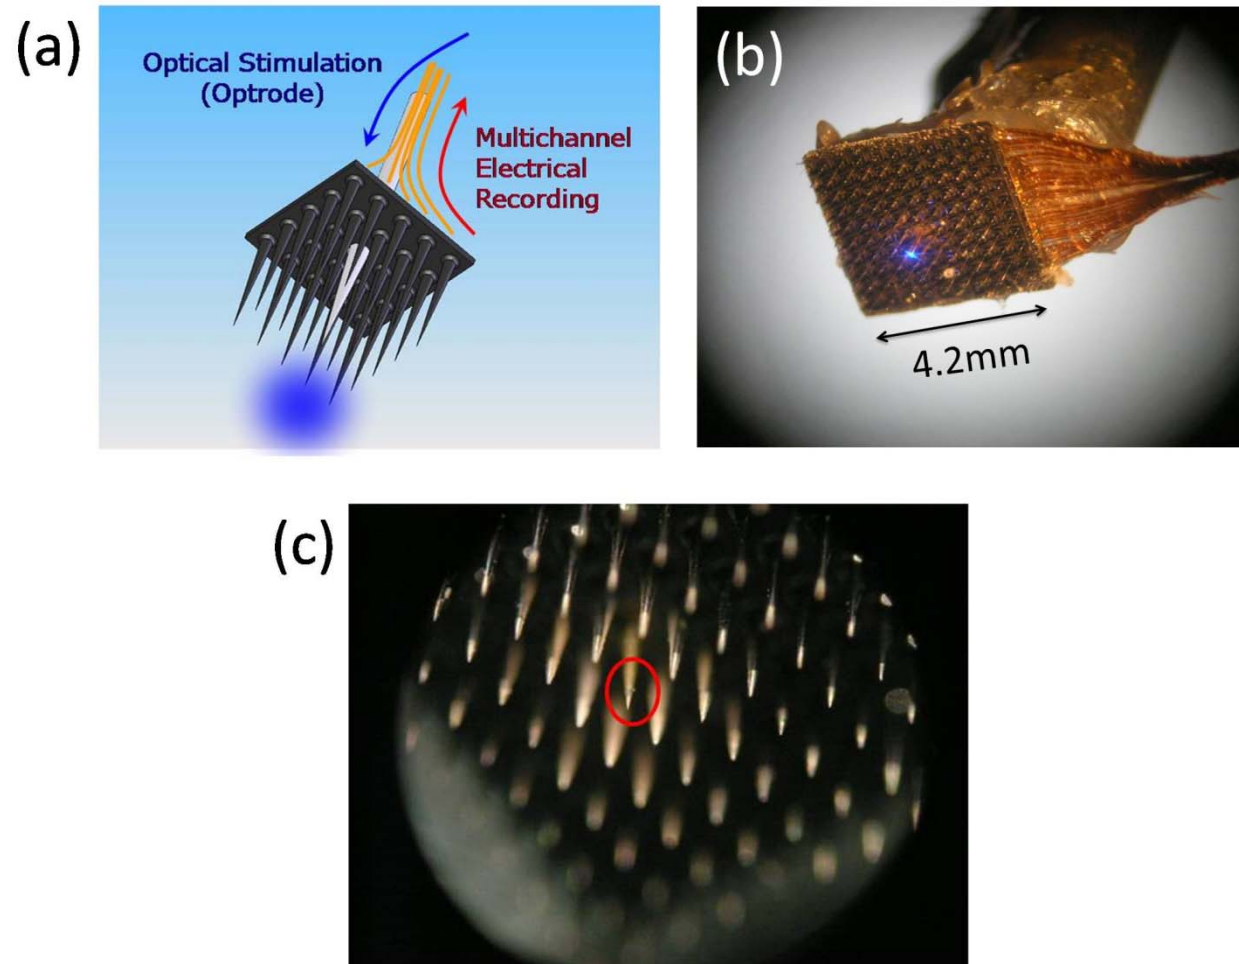 (a)
Optical Stimulation
(Optrode)
Multichannel
Electrical
Recording
(b)
4.2mm
(c)